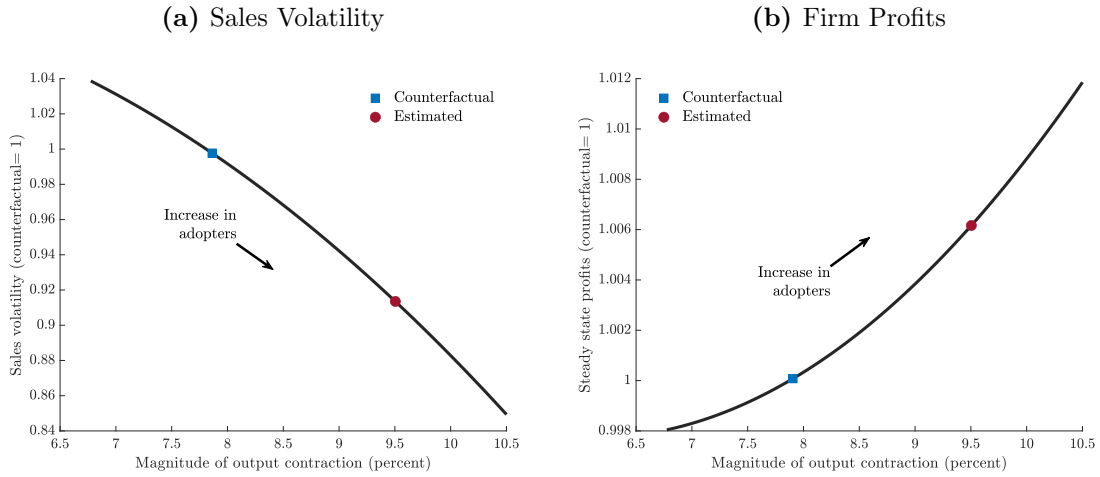 (a) Sales Volatility
1.04
1.02
1
0.98
0.96
0.94
0.92
0.9
0.88
0.86
0.84
6.5 7 7.5 8 8.5 9 9.5 10 10.5
Sales volatility (counterfactual= 1)
Magnitude of output contraction (percent)
Counterfactual
Estimated
Increase in
adopters
(b) Firm Profits
1.012
1.01
1.008
1.006
1.004
1.002
1
0.998
6.5 7 7.5 8 8.5 9 9.5 10 10.5
Steady state profits (counterfactual= 1)
Magnitude of output contraction (percent)
Counterfactual
Estimated
Increase in
adopters